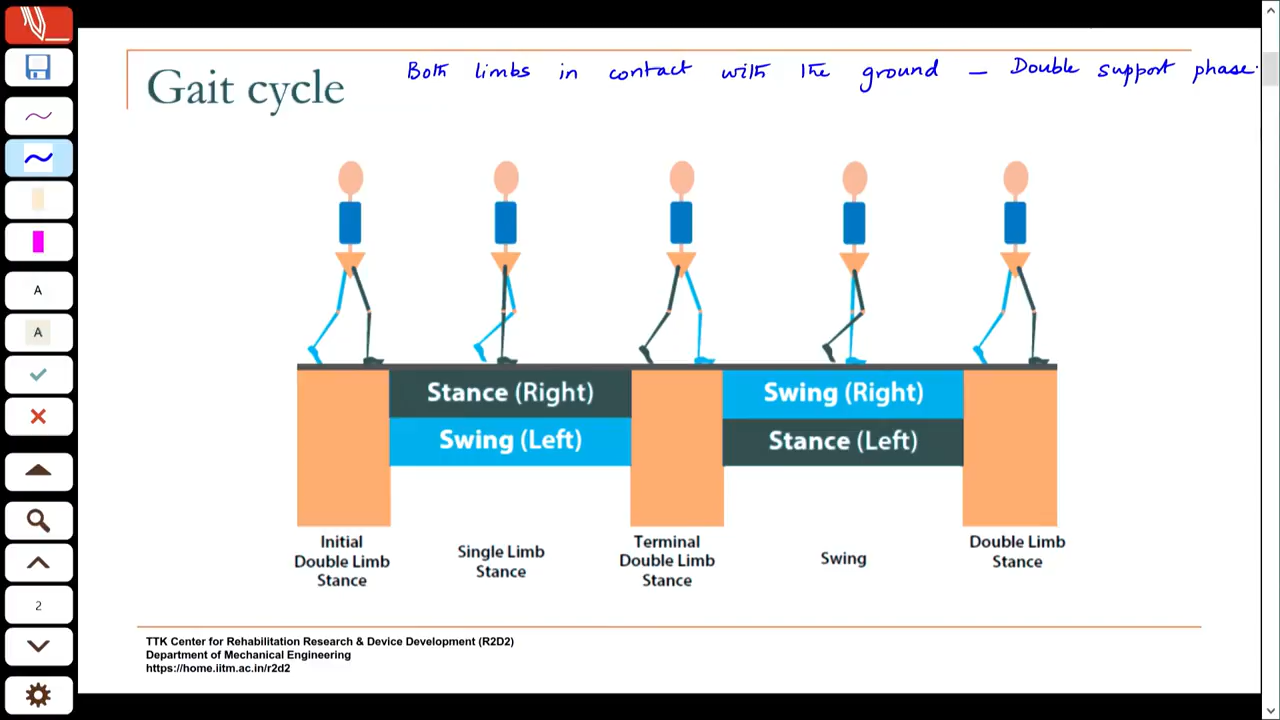 Both limbs in contact with the ground – Double support phase.
Gait cycle
Stance (Right)
Swing (Left)
Swing (Right)
Stance (Left)
Initial
Double Limb
Stance
Single Limb
Stance
Terminal
Double Limb
Stance
Swing
Double Limb
Stance
TTK Center for Rehabilitation Research & Device Development (R2D2)
Department of Mechanical Engineering
https://home.iitm.ac.in/r2d2
A
A
2